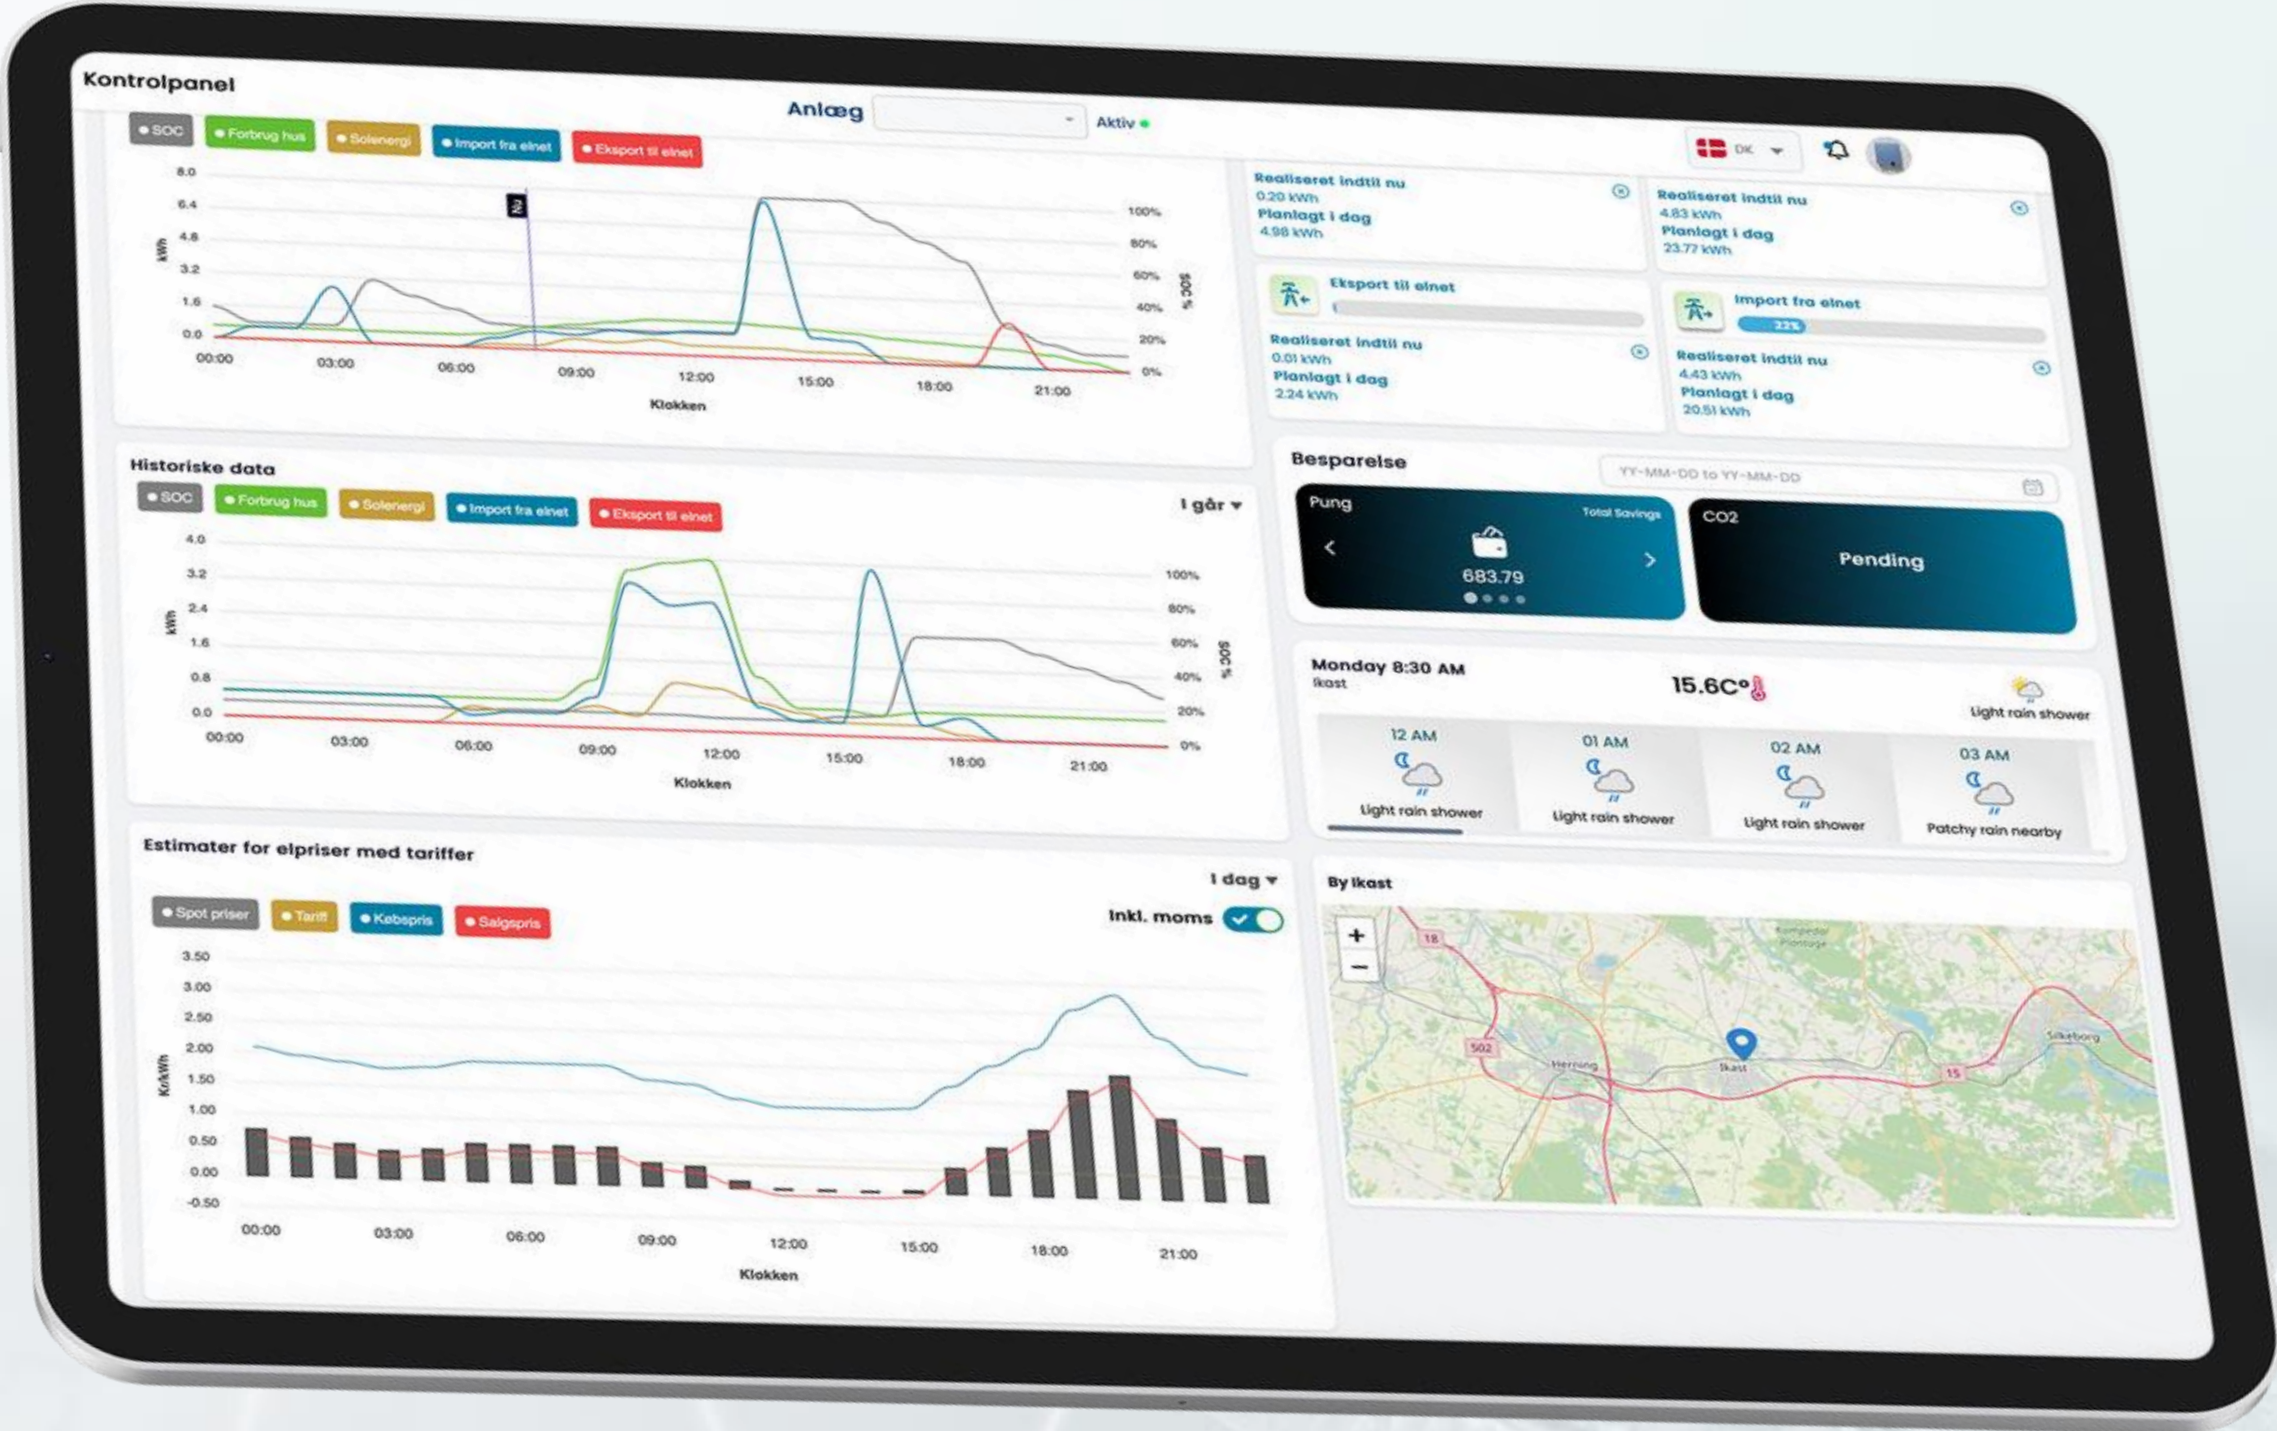 Kontrolpanel
Anlæg
Aktiv
DK
SOC
Forbrug hus
Solenergi
Import fra elnet
Eksport til elnet
8.0
6.4
4.8
3.2
1.6
0.0
kWh
Nu
100%
80%
60%
40%
20%
0%
SOC %
00:00
03:00
06:00
09:00
12:00
15:00
18:00
21:00
Klokken
Realiseret indtil nu
0.20 kWh
Planlagt i dag
4.98 kWh
Realiseret indtil nu
4.83 kWh
Planlagt i dag
23.77 kWh
Eksport til elnet
Realiseret indtil nu
0.01 kWh
Planlagt i dag
2.24 kWh
Import fra elnet
22%
Realiseret indtil nu
4.43 kWh
Planlagt i dag
20.51 kWh
Historiske data
I går
SOC
Forbrug hus
Solenergi
Import fra elnet
Eksport til elnet
4.0
3.2
2.4
1.6
0.8
0.0
kWh
100%
80%
60%
40%
20%
0%
SOC %
00:00
03:00
06:00
09:00
12:00
15:00
18:00
21:00
Klokken
Besparelse
YY-MM-DD to YY-MM-DD
Pung
Total Savings
683.79
CO2
Pending
Monday 8:30 AM
Ikast
15.6C°
Light rain shower
12 AM
Light rain shower
01 AM
Light rain shower
02 AM
Light rain shower
03 AM
Patchy rain nearby
Estimater for elpriser med tariffer
I dag
Inkl. moms
Spot priser
Tariff
Købspris
Salgspris
3.50
3.00
2.50
2.00
1.50
1.00
0.50
0.00
-0.50
Kr/kWh
00:00
03:00
06:00
09:00
12:00
15:00
18:00
21:00
Klokken
By Ikast
+
−
18
Kompedal
Plantage
502
Herning
Ikast
15
Silkeborg